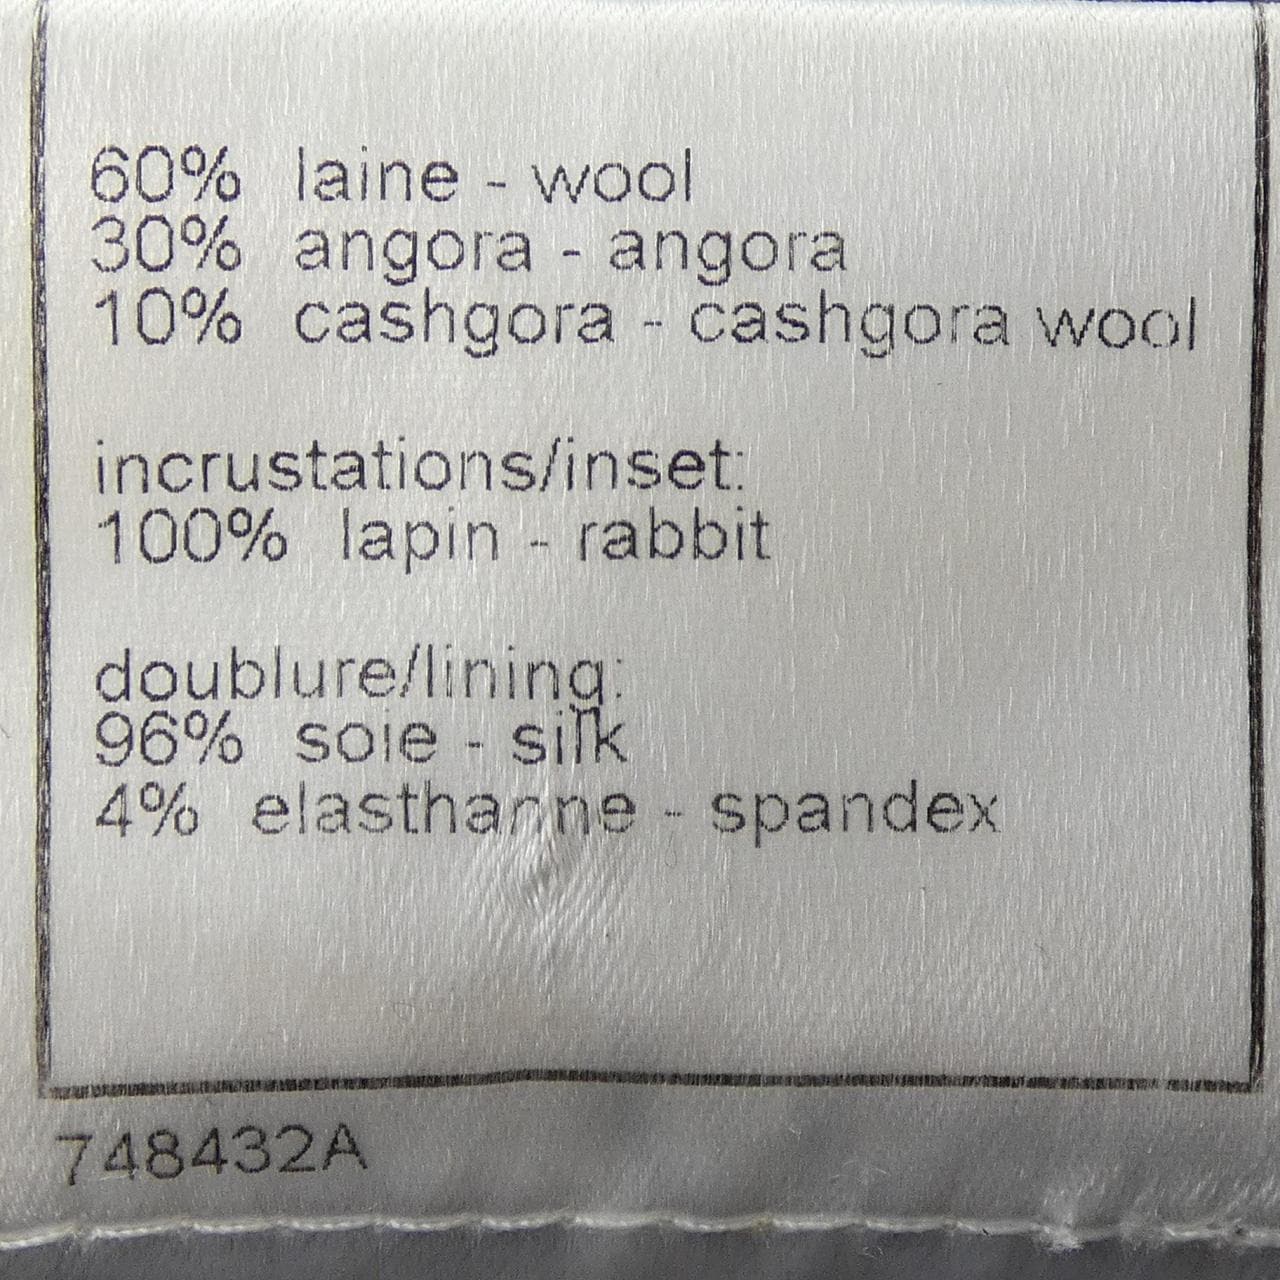 60% laine - wool
30% angora - angora
10% cashgora - cashgora wool
incrustations/inset:
100% lapin - rabbit
doublure/lining:
96% soie - silk
4% elasthanne - spandex
748432A